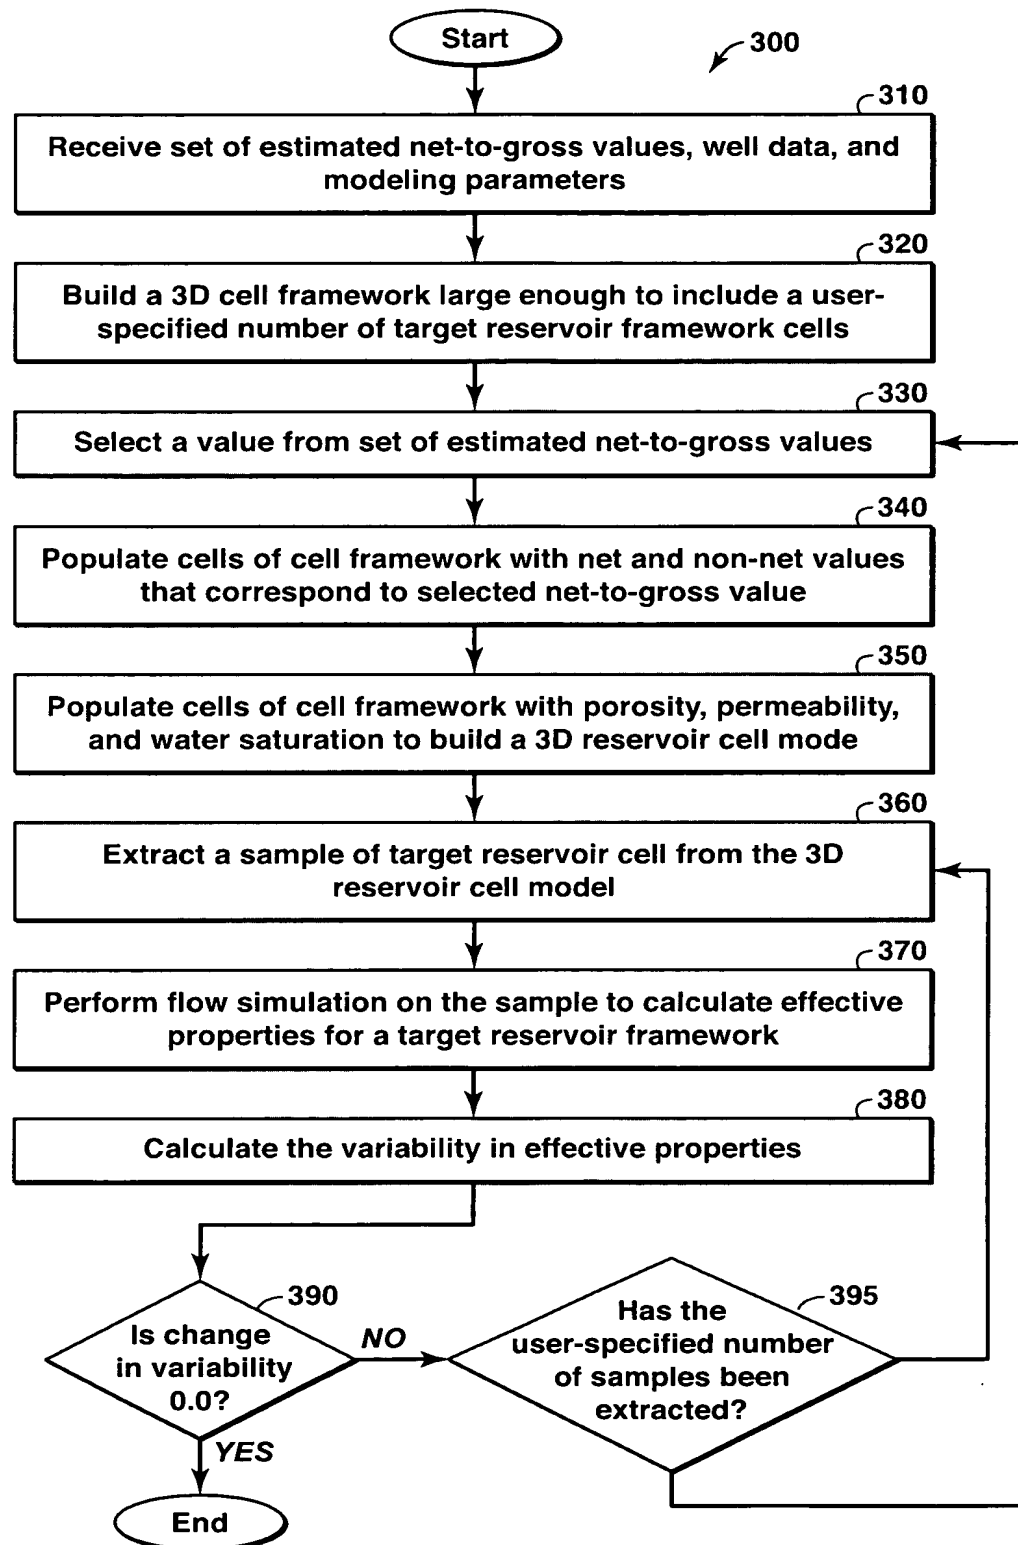 Start
300
310
Receive set of estimated net-to-gross values, well data, and
modeling parameters
320
Build a 3D cell framework large enough to include a user-
specified number of target reservoir framework cells
330
Select a value from set of estimated net-to-gross values
340
Populate cells of cell framework with net and non-net values
that correspond to selected net-to-gross value
350
Populate cells of cell framework with porosity, permeability,
and water saturation to build a 3D reservoir cell mode
360
Extract a sample of target reservoir cell from the 3D
reservoir cell model
370
Perform flow simulation on the sample to calculate effective
properties for a target reservoir framework
380
Calculate the variability in effective properties
390
Is change
in variability
0.0?
NO
YES
395
Has the
user-specified number
of samples been
extracted?
End